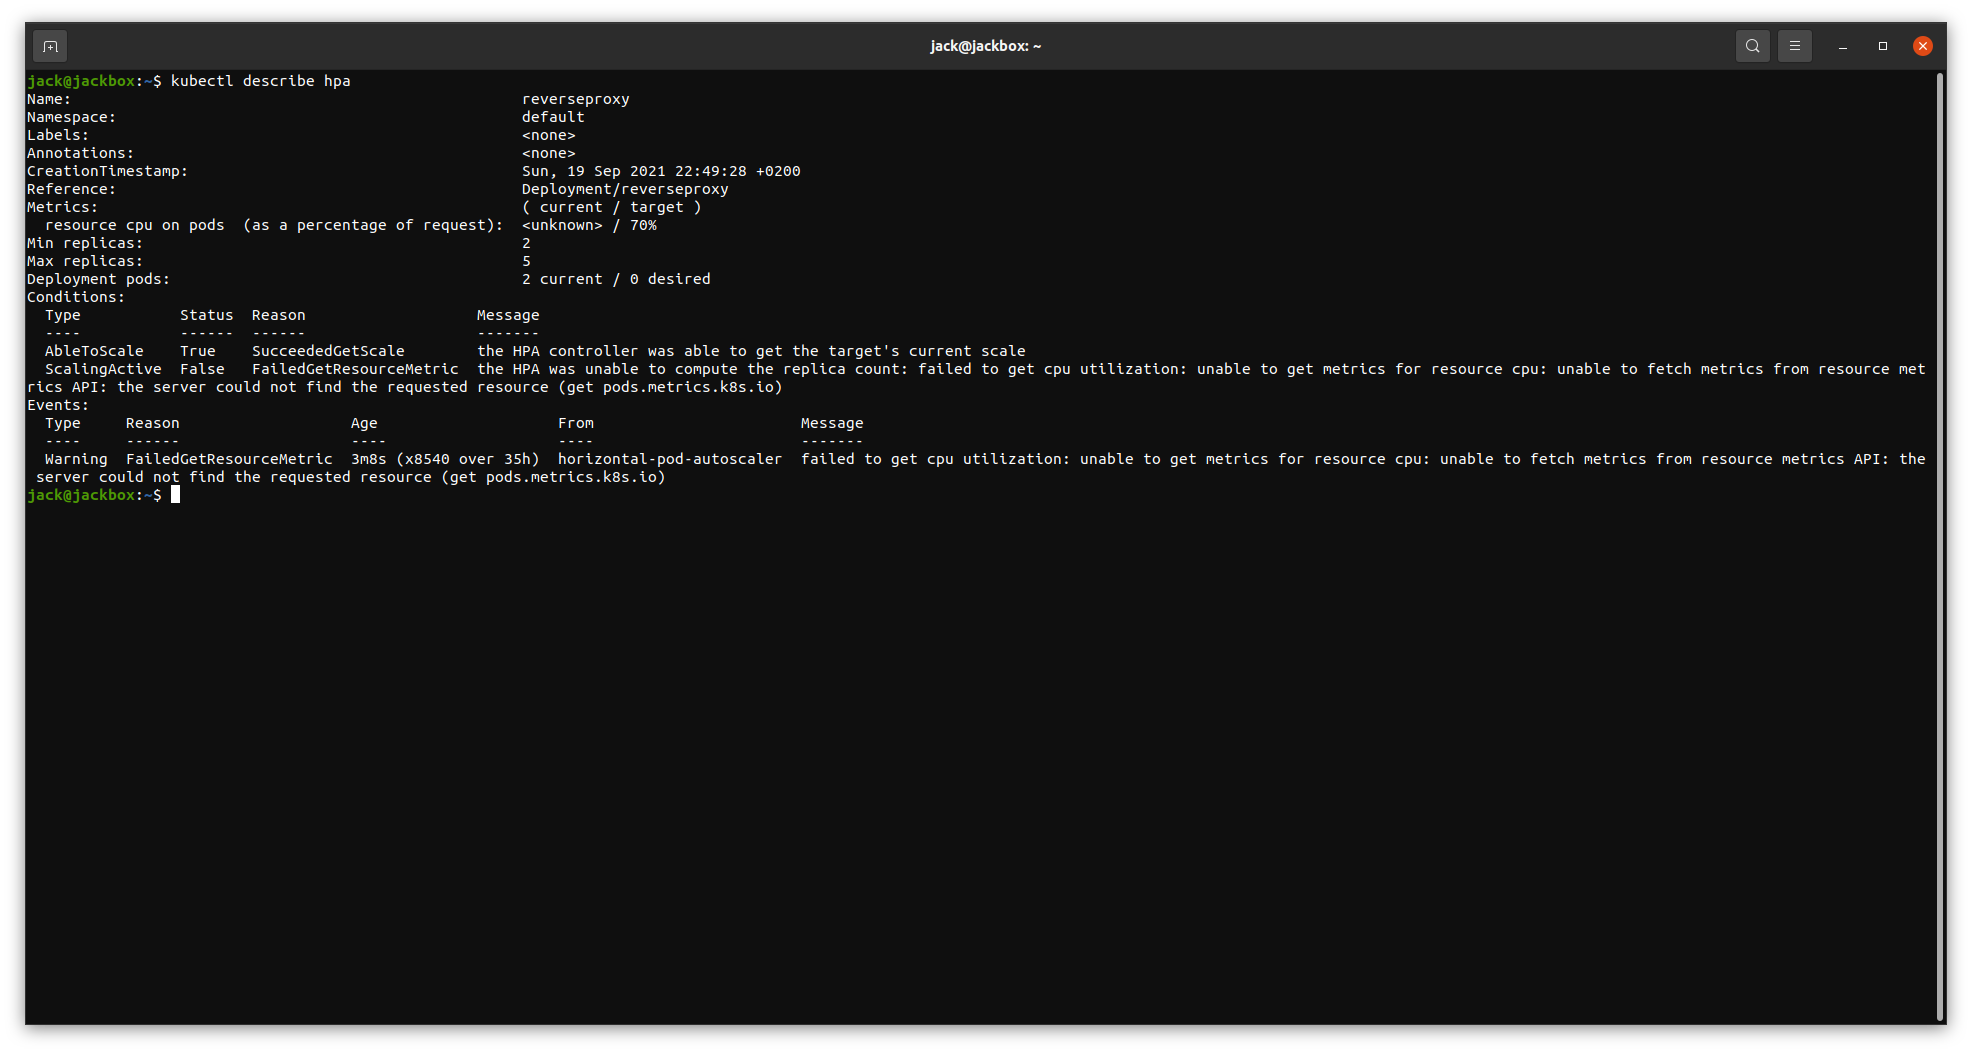 jack@jackbox: ~
jack@jackbox:~$ kubectl describe hpa
Name:                                                  reverseproxy
Namespace:                                             default
Labels:                                                <none>
Annotations:                                           <none>
CreationTimestamp:                                     Sun, 19 Sep 2021 22:49:28 +0200
Reference:                                             Deployment/reverseproxy
Metrics:                                               ( current / target )
  resource cpu on pods  (as a percentage of request):  <unknown> / 70%
Min replicas:                                          2
Max replicas:                                          5
Deployment pods:                                       2 current / 0 desired
Conditions:
  Type           Status  Reason                   Message
  ----           ------  ------                   -------
  AbleToScale    True    SucceededGetScale        the HPA controller was able to get the target's current scale
  ScalingActive  False   FailedGetResourceMetric  the HPA was unable to compute the replica count: failed to get cpu utilization: unable to get metrics for resource cpu: unable to fetch metrics from resource met
rics API: the server could not find the requested resource (get pods.metrics.k8s.io)
Events:
  Type     Reason                   Age                    From                       Message
  ----     ------                   ----                   ----                       -------
  Warning  FailedGetResourceMetric  3m8s (x8540 over 35h)  horizontal-pod-autoscaler  failed to get cpu utilization: unable to get metrics for resource cpu: unable to fetch metrics from resource metrics API: the
 server could not find the requested resource (get pods.metrics.k8s.io)
jack@jackbox:~$